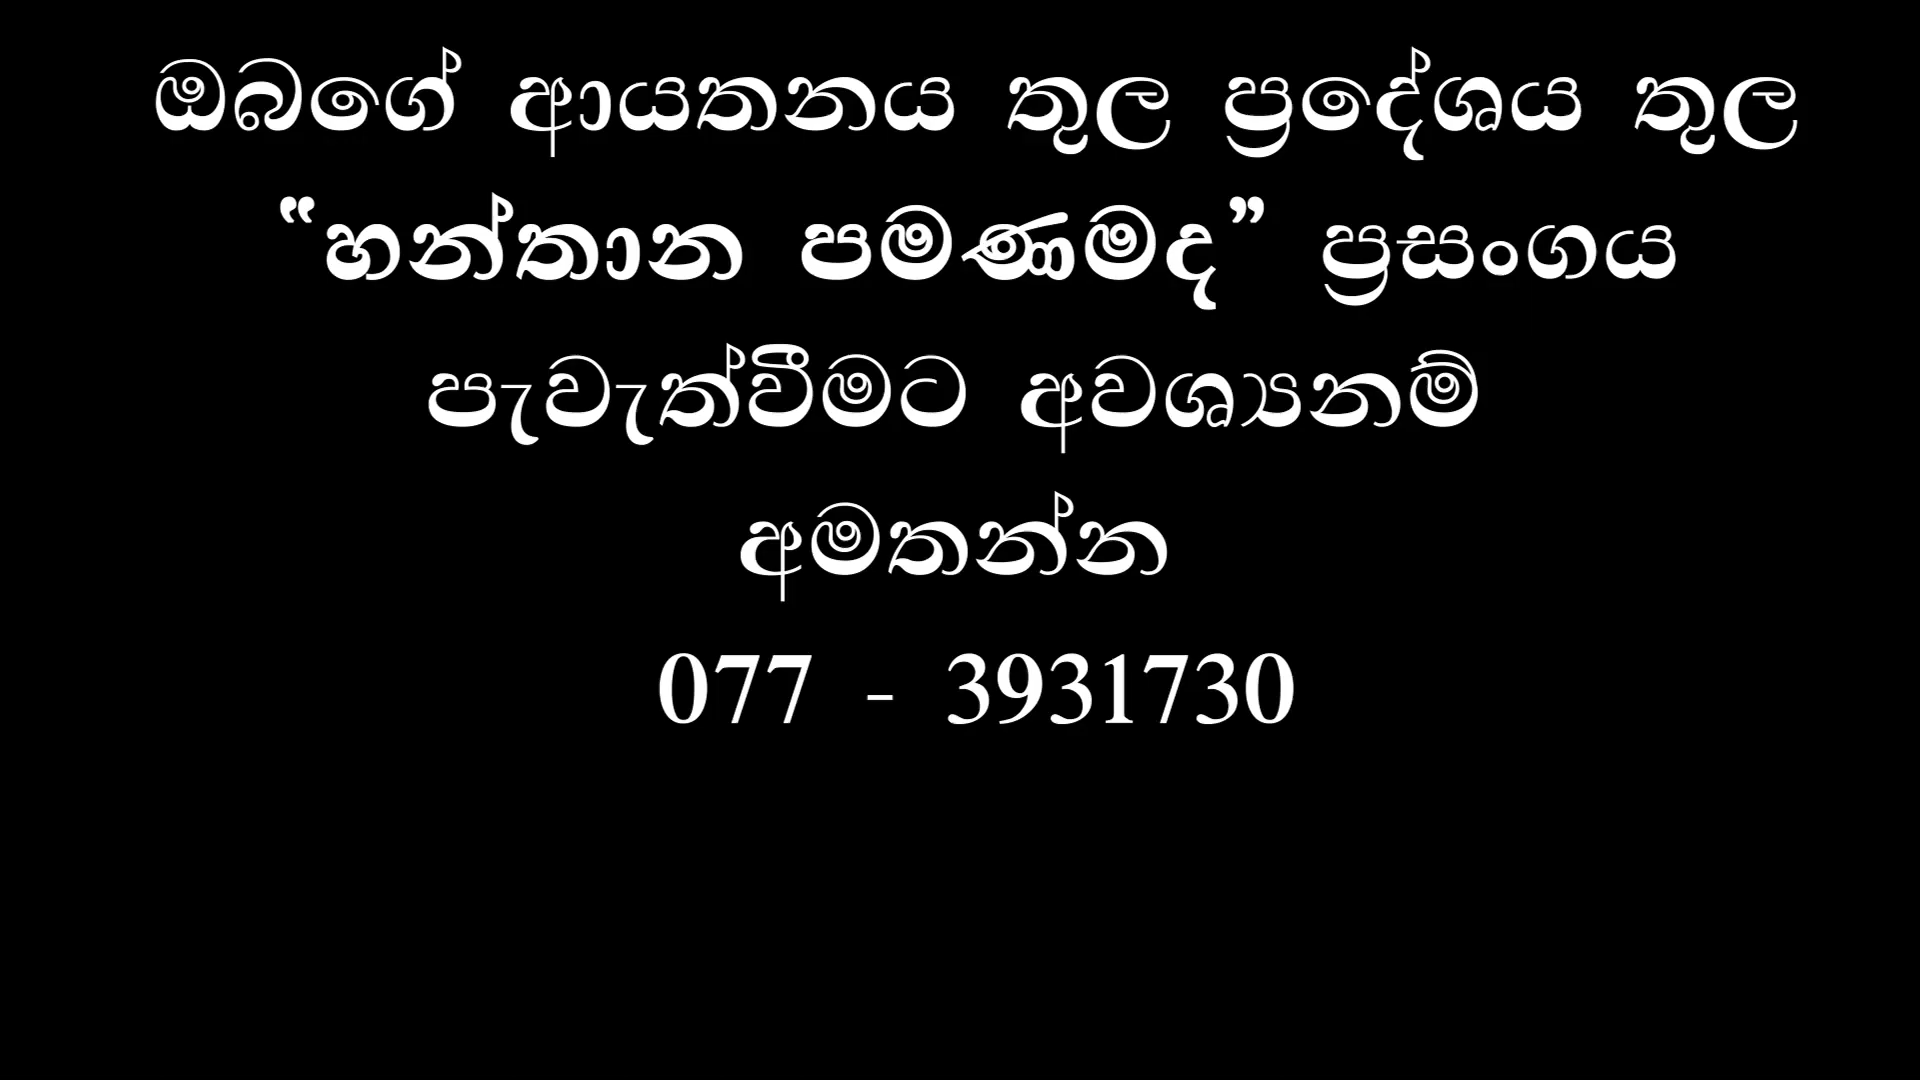 ඔබගේ ආයතනය තුල ප්‍රදේශය තුල
“හන්තාන පමණමද” ප්‍රසංගය
පැවැත්වීමට අවශ්‍යනම්
අමතන්න
077 - 3931730